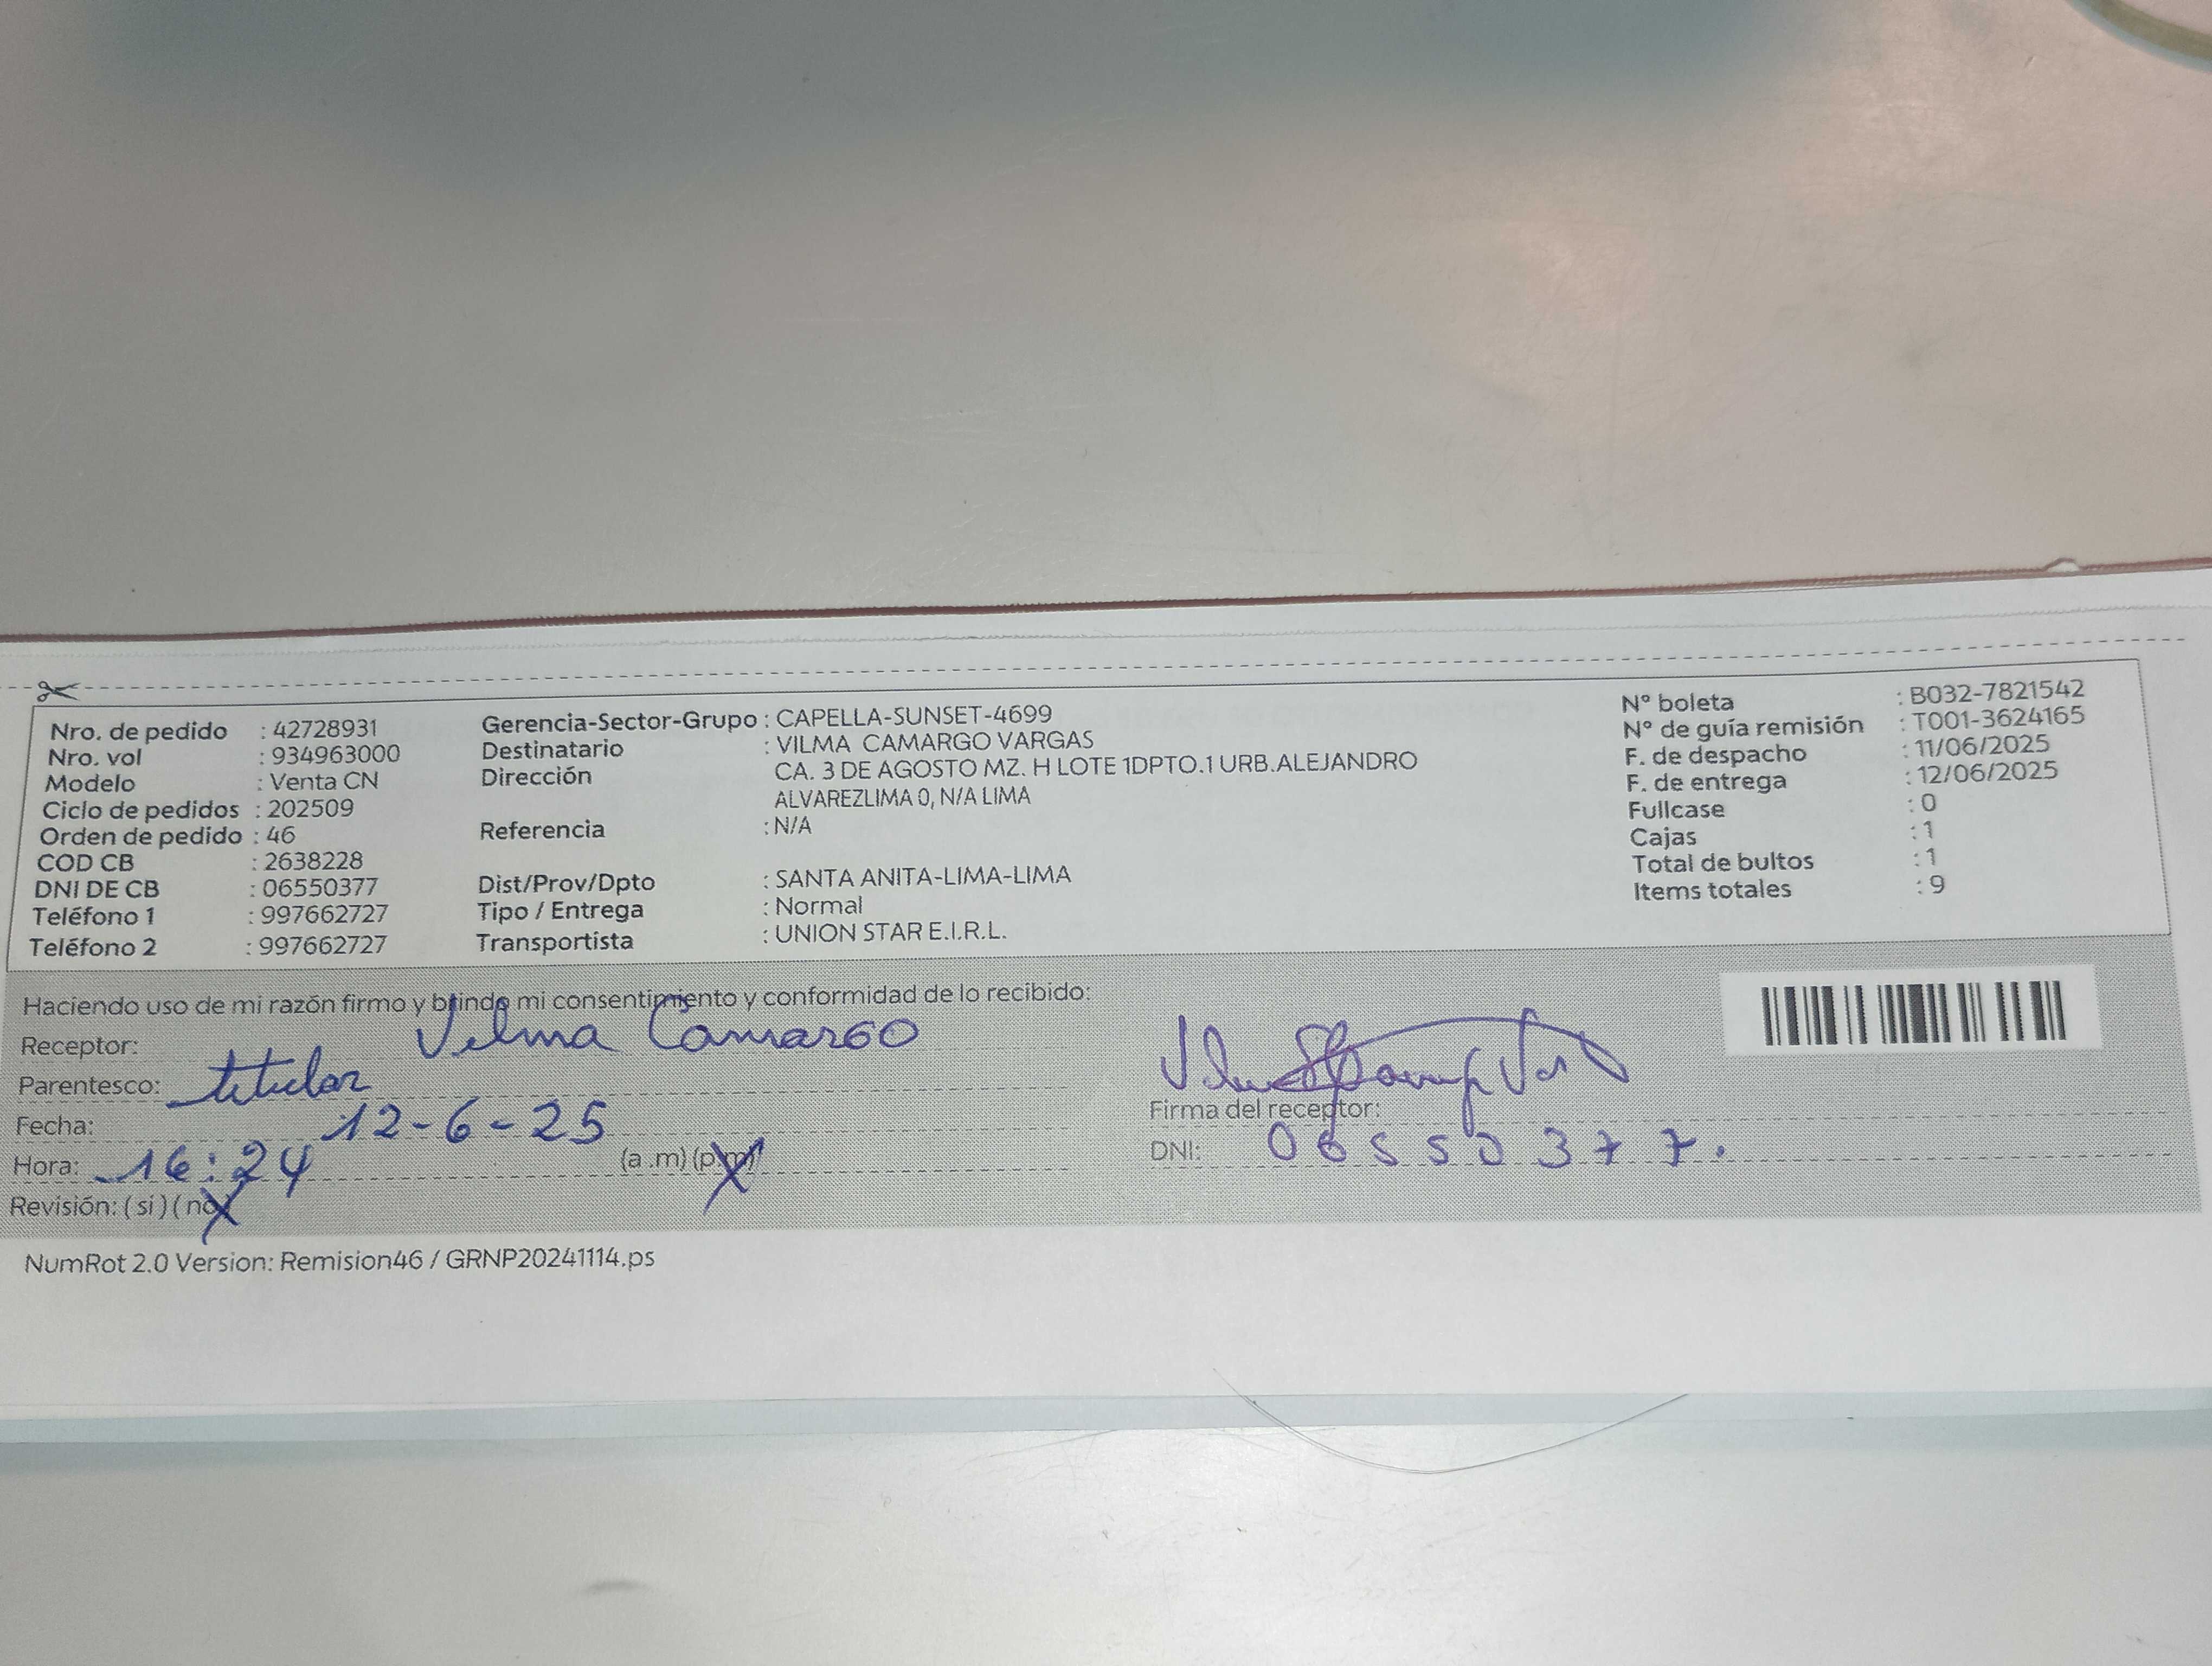 Nro. de pedido : 42728931
Nro. vol : 934963000
Modelo : Venta CN
Ciclo de pedidos : 202509
Orden de pedido : 46
COD CB : 2638228
DNI DE CB : 06550377
Teléfono 1 : 997662727
Teléfono 2 : 997662727
Gerencia-Sector-Grupo : CAPELLA-SUNSET-4699
Destinatario : VILMA CAMARGO VARGAS
Dirección CA. 3 DE AGOSTO MZ. H LOTE 1DPTO.1 URB.ALEJANDRO
ALVAREZLIMA 0, N/A LIMA
Referencia : N/A
Dist/Prov/Dpto : SANTA ANITA-LIMA-LIMA
Tipo / Entrega : Normal
Transportista : UNION STAR E.I.R.L.
N° boleta : B032-7821542
N° de guía remisión : T001-3624165
F. de despacho : 11/06/2025
F. de entrega : 12/06/2025
Fullcase : 0
Cajas : 1
Total de bultos : 1
Items totales : 9
Haciendo uso de mi razón firmo y brindo mi consentimiento y conformidad de lo recibido:
Receptor: Vilma Camargo
Parentesco: titular
Fecha: 12-6-25
Hora: 16:24 (a .m) (p.m)
Revisión: ( si ) ( no )
Firma del receptor:
DNI: 06550377.
NumRot 2.0 Version: Remision46 / GRNP20241114.ps